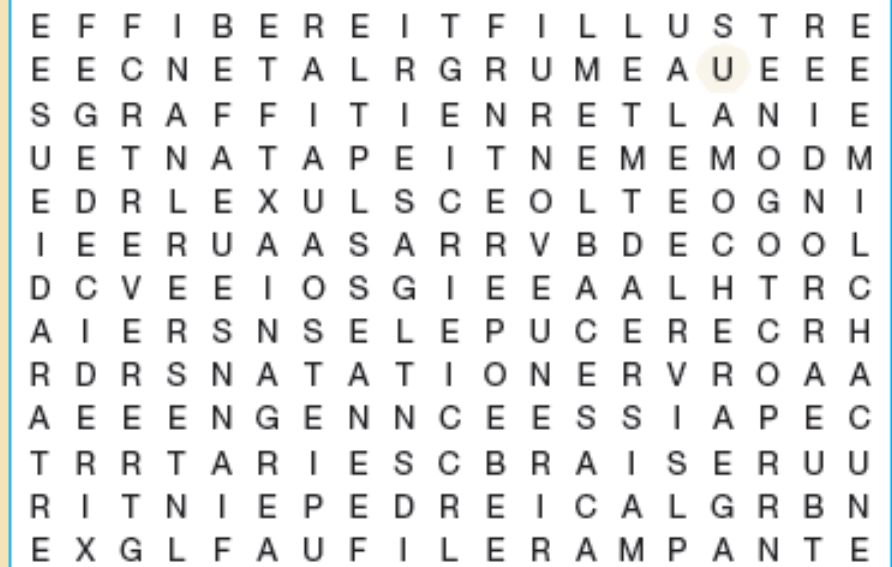 E F F I B E R E I T F I L L U S T R E
E E C N E T A L R G R U M E A U E E E
S G R A F F I T I E N R E T L A N I E
U E T N A T A P E I T N E M E M O D M
E D R L E X U L S C E O L T E O G N I
I E E R U A A S A R R V B D E C O O L
D C V E E I O S G I E E A A L H T R C
A I E R S N S E L E P U C E R E C R H
R D R S N A T A T I O N E R V R O A A
A E E E N G E N N C E E S S I A P E C
T R R T A R I E S C B R A I S E R U U
R I T N I E P E D R E I C A L G R B N
E X G L F A U F I L E R A M P A N T E